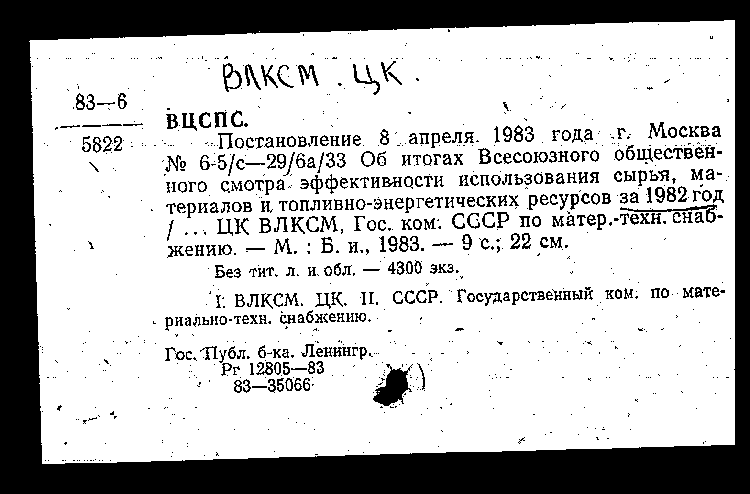 ВЛКСМ. ЦК.
83—6
5822
ВЦСПС.
Постановление 8 апреля 1983 года г. Москва
№ 6-5/с—29/6а/33 Об итогах Всесоюзного обществен-
ного смотра эффективности использования сырья, ма-
териалов и топливно-энергетических ресурсов за 1982 год
/ ... ЦК ВЛКСМ, Гос. ком. СССР по матер.-техн. снаб-
жению. — М. : Б. и., 1983. — 9 с.; 22 см.
Без тит. л. и обл. — 4300 экз.
I. ВЛКСМ. ЦК. II. СССР. Государственный ком. по мате-
риально-техн. снабжению.
Гос. Публ. б-ка. Ленингр.
Рг 12805—83
83—35066